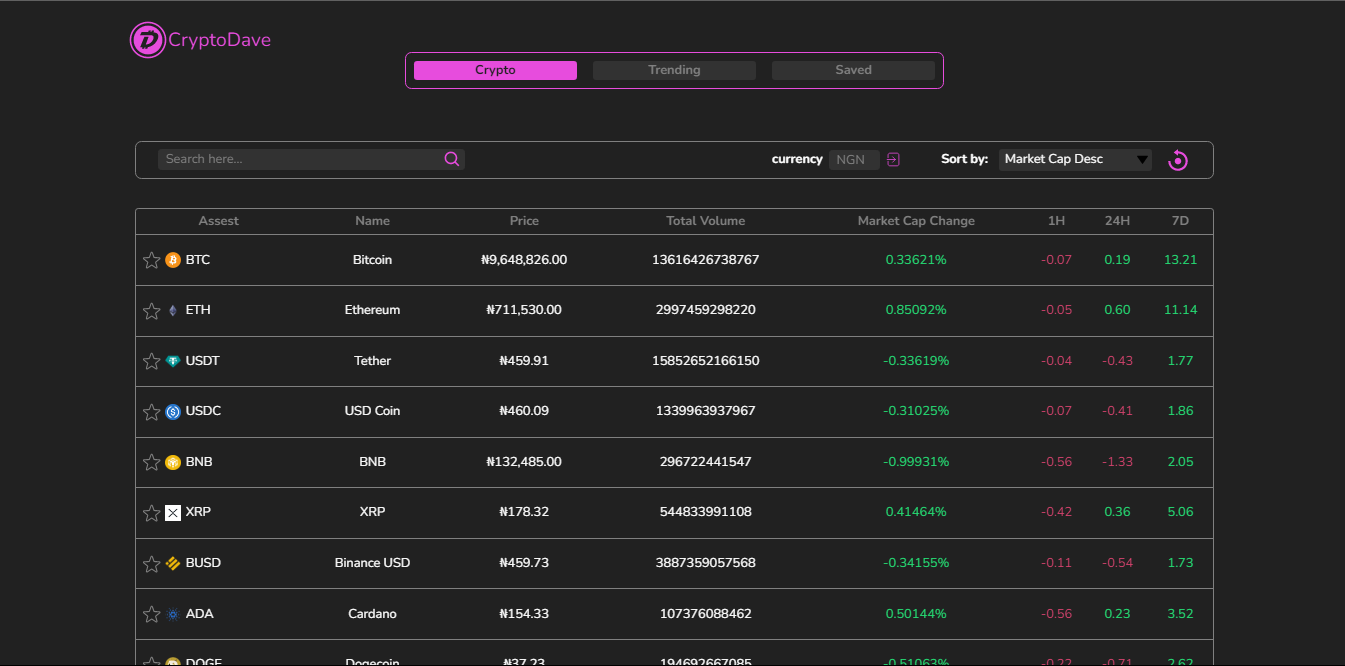 CryptoDave
Crypto Trending Saved
Search here... currency NGN Sort by: Market Cap Desc
Assest Name Price Total Volume Market Cap Change 1H 24H 7D
BTC Bitcoin ₦9,648,826.00 13616426738767 0.33621% -0.07 0.19 13.21
ETH Ethereum ₦711,530.00 2997459298220 0.85092% -0.05 0.60 11.14
USDT Tether ₦459.91 15852652166150 -0.33619% -0.04 -0.43 1.77
USDC USD Coin ₦460.09 1339963937967 -0.31025% -0.07 -0.41 1.86
BNB BNB ₦132,485.00 296722441547 -0.99931% -0.56 -1.33 2.05
XRP XRP ₦178.32 544833991108 0.41464% -0.42 0.36 5.06
BUSD Binance USD ₦459.73 3887359057568 -0.34155% -0.11 -0.54 1.73
ADA Cardano ₦154.33 107376088462 0.50144% -0.56 0.23 3.52
DOGE Dogecoin ₦37.23 194692667085 -0.51063% -0.22 -0.71 2.62